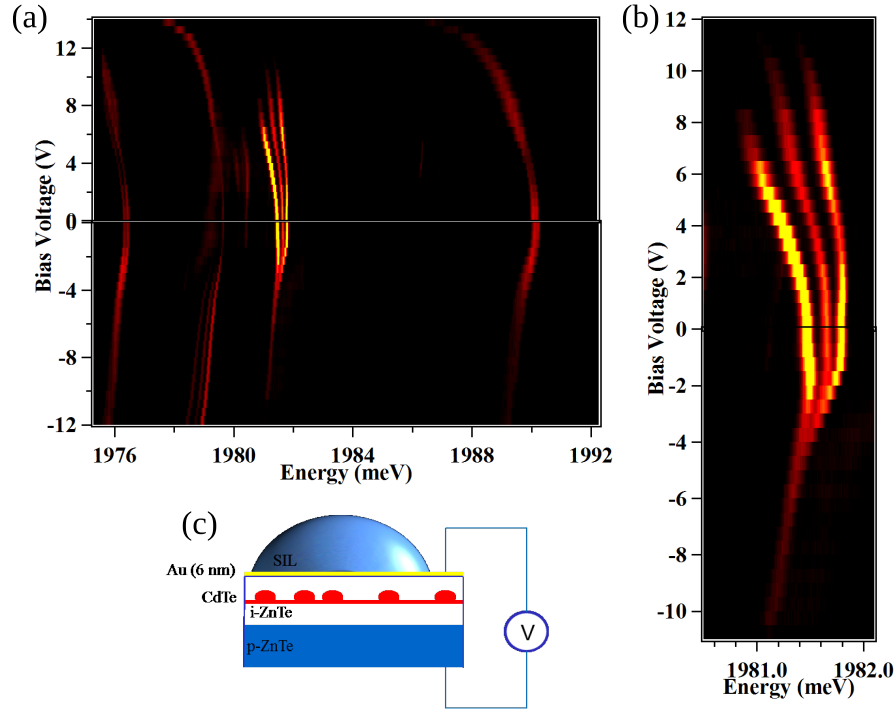 (a)
12
8
4
0
-4
-8
-12
Bias Voltage (V)
1976
1980
1984
1988
1992
Energy (meV)
(b)
12
10
8
6
4
2
0
-2
-4
-6
-8
-10
Bias Voltage (V)
1981.0
1982.0
Energy (meV)
(c)
SIL
Au (6 nm)
CdTe
i-ZnTe
p-ZnTe
V